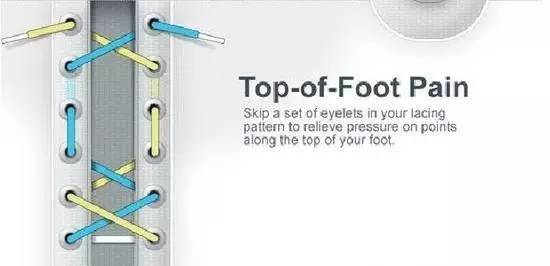 Top-of-Foot Pain
Skip a set of eyelets in your lacing
pattern to relieve pressure on points
along the top of your foot.